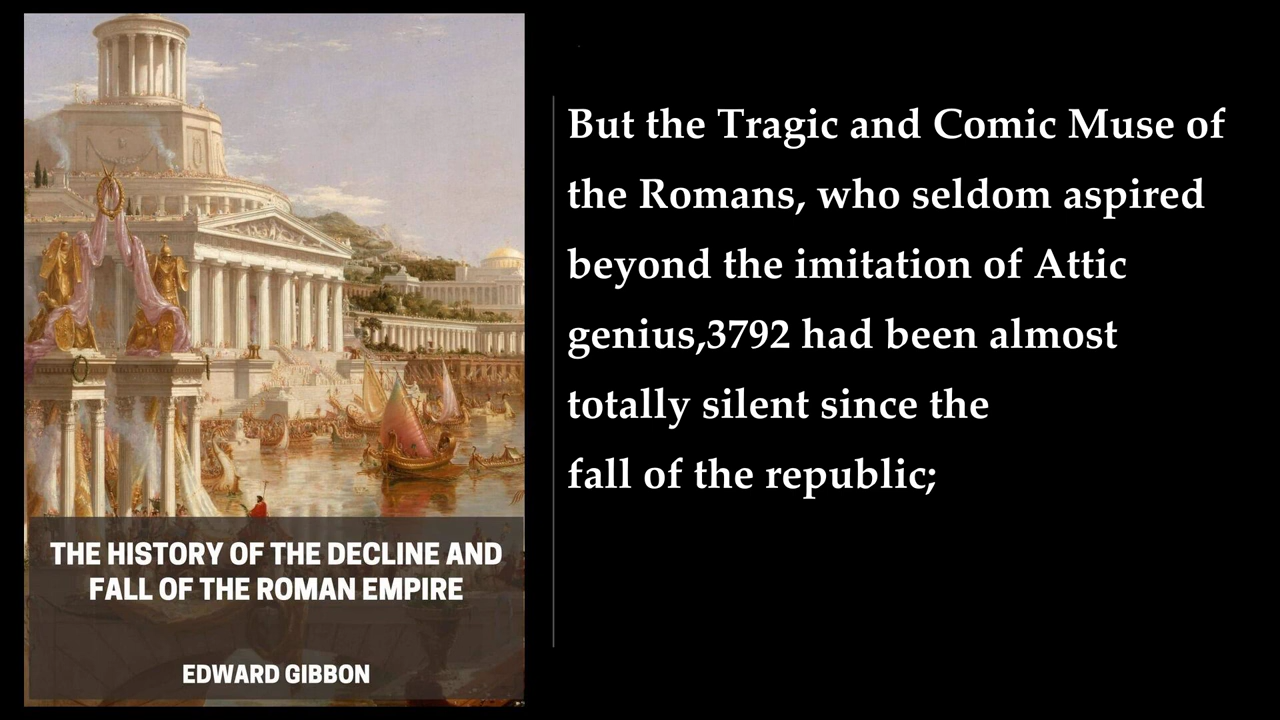 THE HISTORY OF THE DECLINE AND
FALL OF THE ROMAN EMPIRE
EDWARD GIBBON
But the Tragic and Comic Muse of
the Romans, who seldom aspired
beyond the imitation of Attic
genius,3792 had been almost
totally silent since the
fall of the republic;